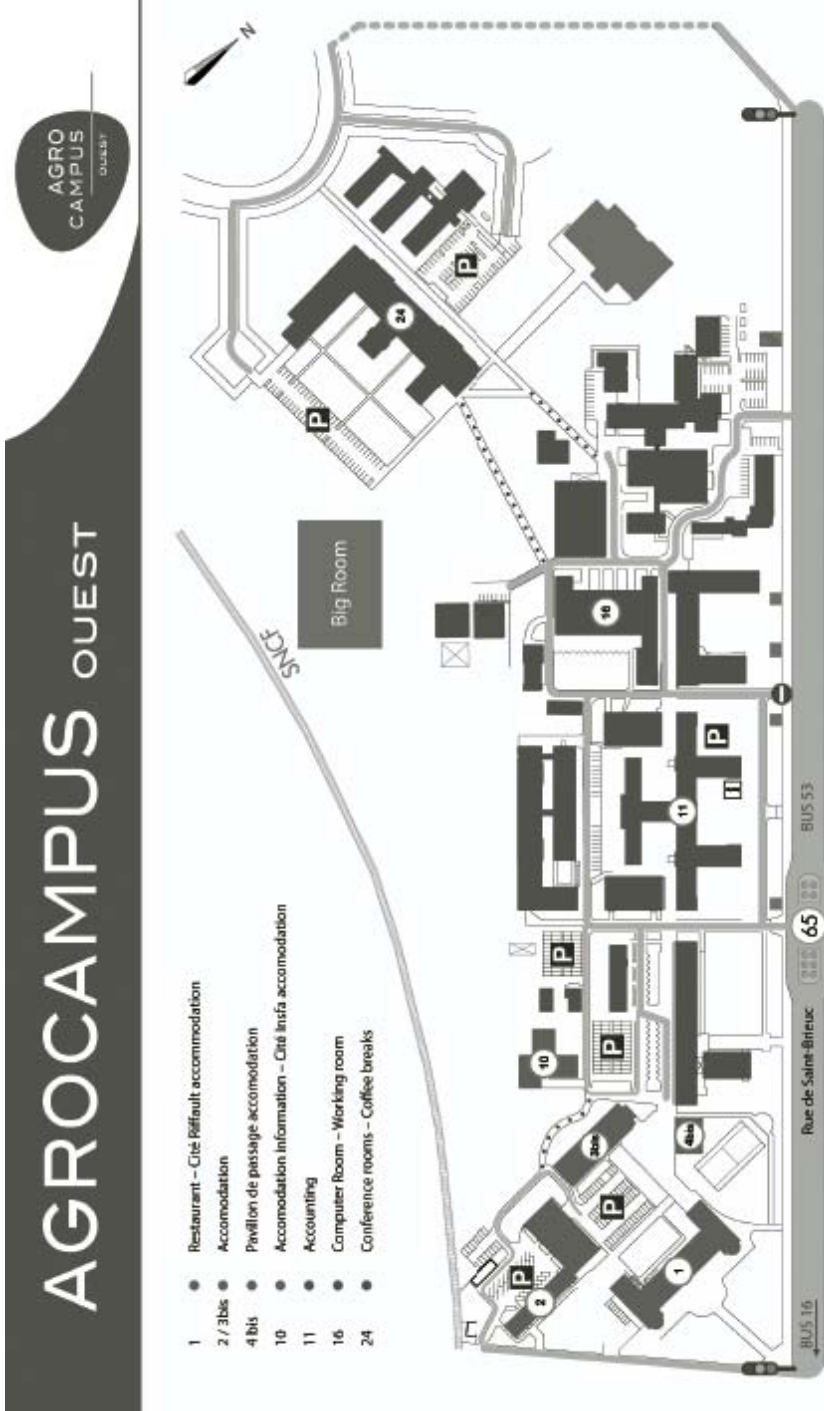 AGROCAMPUS OUEST
AGRO
CAMPUS
OUEST
1 ● Restaurant – Cité Riffault accommodation
2 / 3bis ● Accomodation
4 bis ● Pavillon de passage accomodation
10 ● Accomodation information – Cité Insfa accomodation
11 ● Accounting
16 ● Computer Room – Working room
24 ● Conference rooms – Coffee breaks
N
SNCF
Big Room
24
P
P
16
10
P
P
11
P
i
3bis
4bis
P
P
2
1
BUS 16
Rue de Saint-Brieuc
65
BUS 53